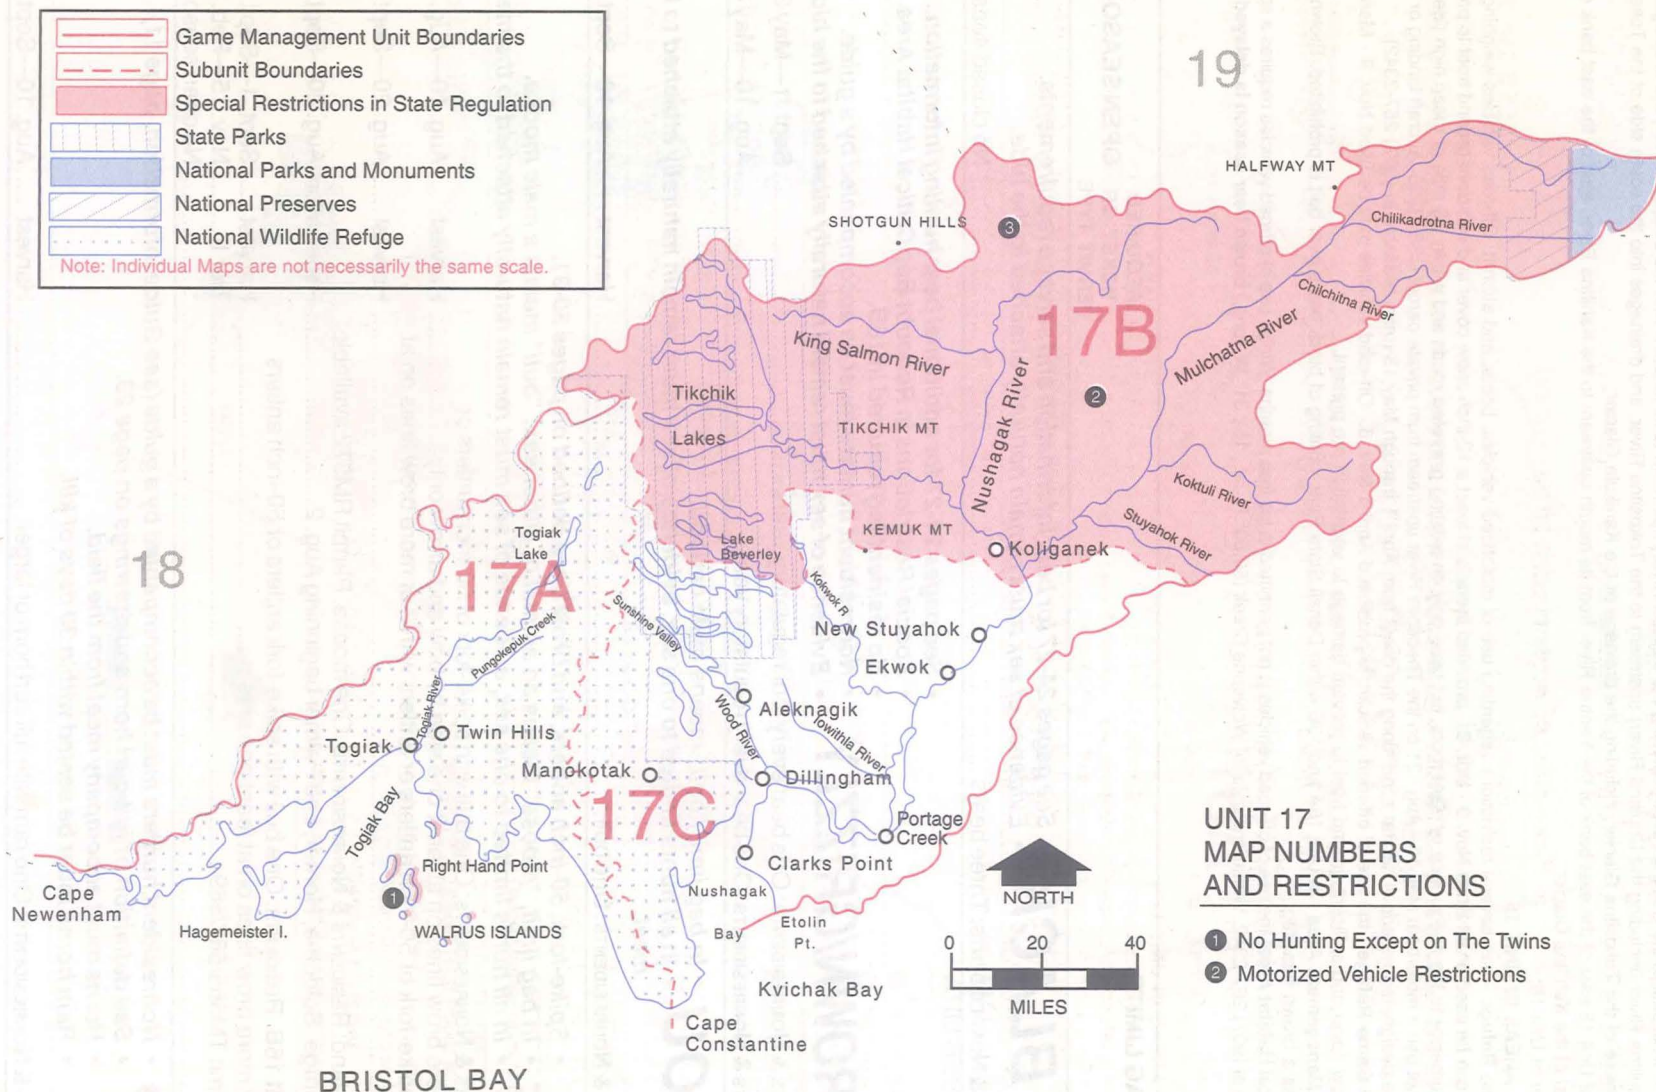 Game Management Unit Boundaries
Subunit Boundaries
Special Restrictions in State Regulation
State Parks
National Parks and Monuments
National Preserves
National Wildlife Refuge
Note: Individual Maps are not necessarily the same scale.
19
HALFWAY MT
SHOTGUN HILLS
3
Chilikadrotna River
Chilchitna River
17B
King Salmon River
Mulchatna River
Nushagak River
2
Tikchik
Lakes
TIKCHIK MT
Koktuli River
Stuyahok River
KEMUK MT
Koliganek
Lake
Beverley
Togiak
Lake
18
17A
Kokwok R
Sunshine Valley
Pungokepuk Creek
New Stuyahok
Ekwok
Togiak River
Aleknagik
Wood River
Iowithla River
Twin Hills
Togiak
Manokotak
Dillingham
17C
Portage
Creek
Togiak Bay
Right Hand Point
Clarks Point
Nushagak
Bay
Etolin
Pt.
1
Cape
Newenham
Hagemeister I.
WALRUS ISLANDS
Kvichak Bay
Cape
Constantine
BRISTOL BAY
NORTH
0 20 40
MILES
UNIT 17
MAP NUMBERS
AND RESTRICTIONS
1 No Hunting Except on The Twins
2 Motorized Vehicle Restrictions